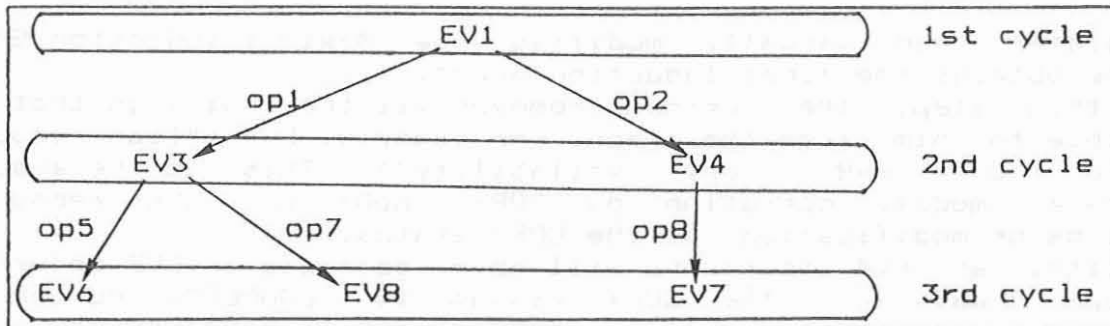 EV1 1st cycle
op1 op2
EV3 EV4 2nd cycle
op5 op7 op8
EV6 EV8 EV7 3rd cycle